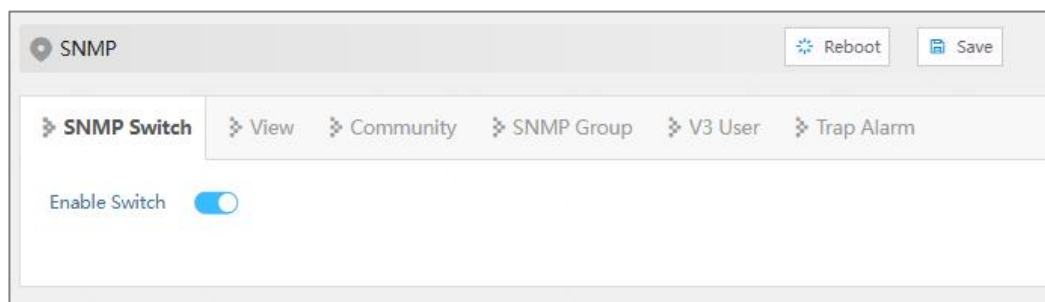 SNMP Reboot Save
SNMP Switch View Community SNMP Group V3 User Trap Alarm
Enable Switch